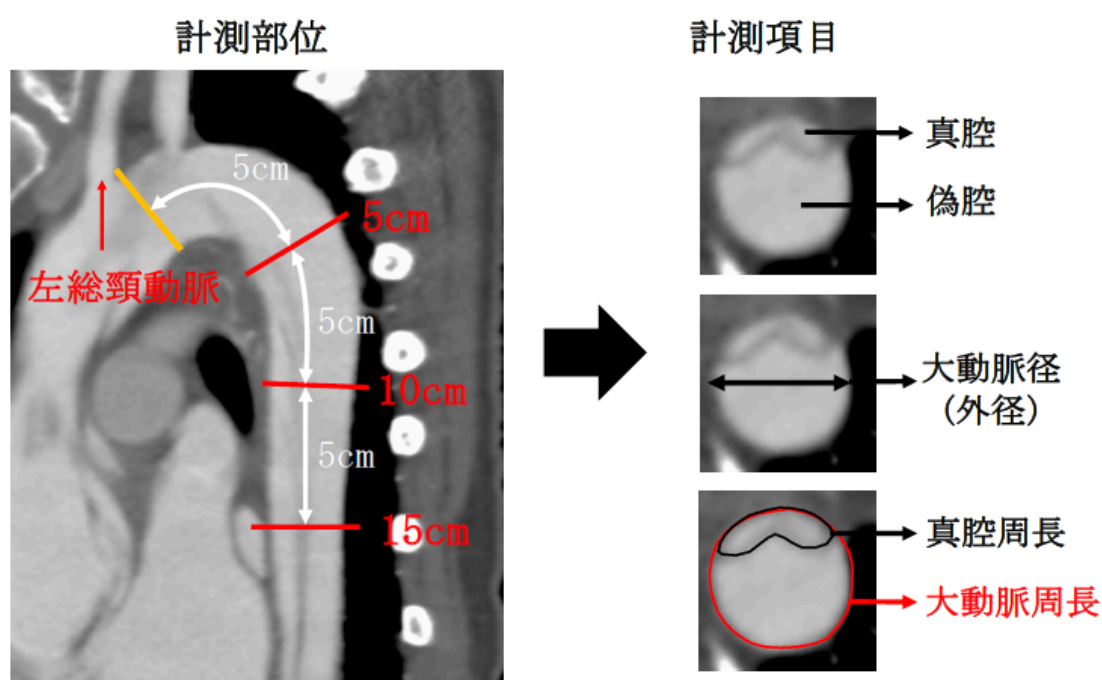 計測部位
計測項目
5cm
5cm
左総頸動脈
5cm
10cm
5cm
15cm
真腔
偽腔
大動脈径
(外径)
真腔周長
大動脈周長